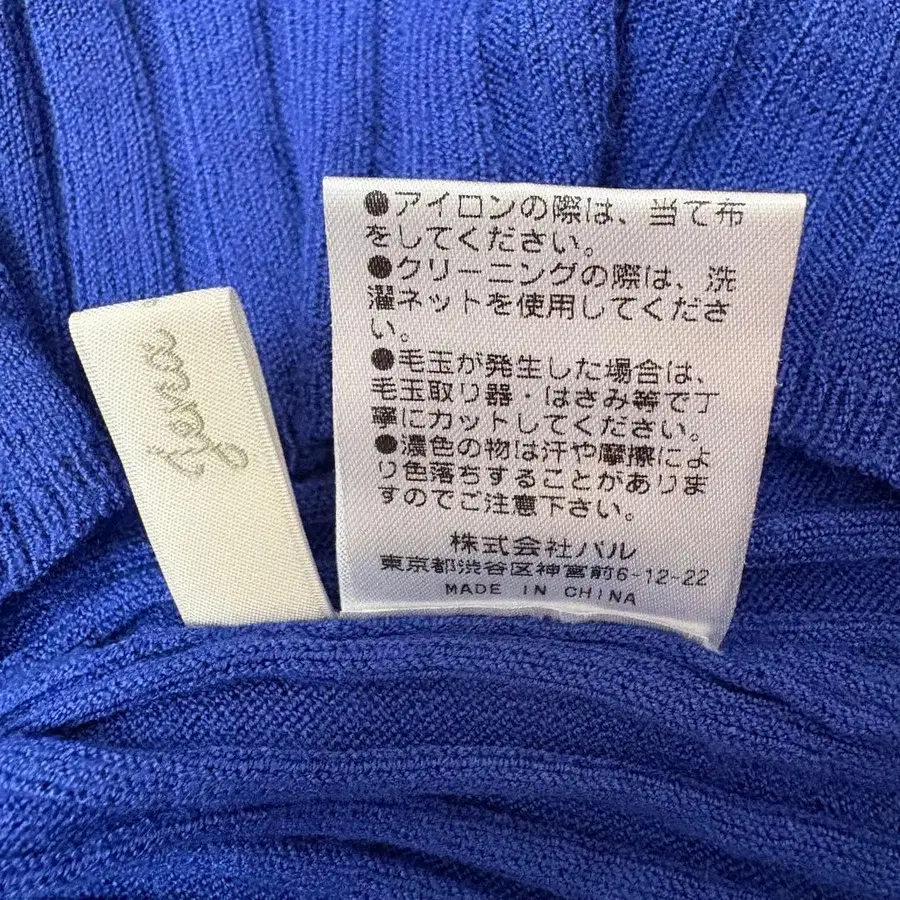 ●アイロンの際は、当て布
をしてください。
●クリーニングの際は、洗
濯ネットを使用してくださ
い。
●毛玉が発生した場合は、
毛玉取り器・はさみ等で丁
寧にカットしてください。
●濃色の物は汗や摩擦によ
り色落ちすることがありま
すのでご注意下さい。
株式会社パル
東京都渋谷区神宮前6-12-22
MADE IN CHINA